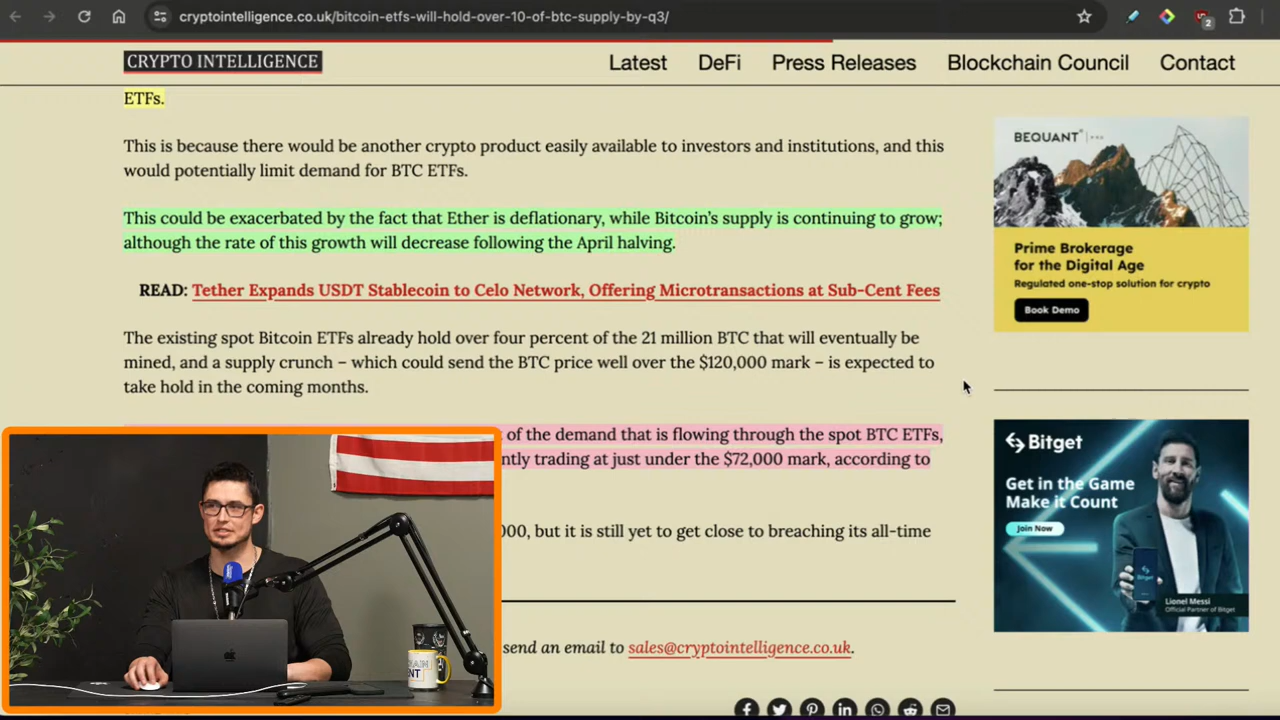 cryptointelligence.co.uk/bitcoin-etfs-will-hold-over-10-of-btc-supply-by-q3/
2
CRYPTO INTELLIGENCE
Latest
DeFi
Press Releases
Blockchain Council
Contact
ETFs.
This is because there would be another crypto product easily available to investors and institutions, and this
would potentially limit demand for BTC ETFs.
This could be exacerbated by the fact that Ether is deflationary, while Bitcoin's supply is continuing to grow;
although the rate of this growth will decrease following the April halving.
READ: Tether Expands USDT Stablecoin to Celo Network, Offering Microtransactions at Sub-Cent Fees
The existing spot Bitcoin ETFs already hold over four percent of the 21 million BTC that will eventually be
mined, and a supply crunch – which could send the BTC price well over the $120,000 mark – is expected to
take hold in the coming months.
of the demand that is flowing through the spot BTC ETFs,
ntly trading at just under the $72,000 mark, according to
000, but it is still yet to get close to breaching its all-time
send an email to sales@cryptointelligence.co.uk.
BEQUANT
Prime Brokerage
for the Digital Age
Regulated one-stop solution for crypto
Book Demo
Bitget
Get in the Game
Make it Count
Join Now
Bitget
Lionel Messi
Official Partner of Bitget